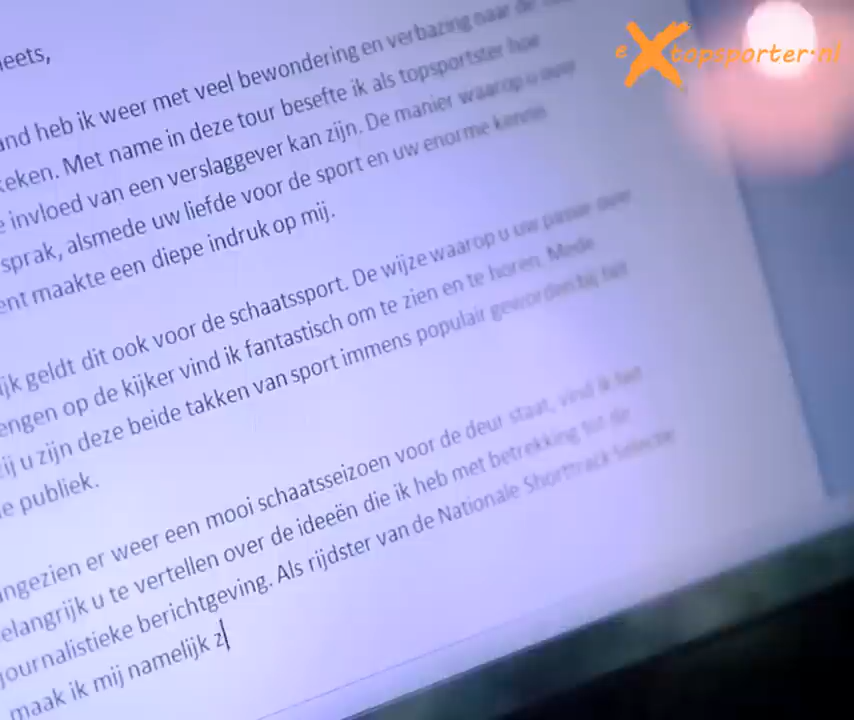 eXtopsporter.nl
eets,
and heb ik weer met veel bewondering en verbazing naar de
keken. Met name in deze tour besefte ik als topsportster hoe
e invloed van een verslaggever kan zijn. De manier waarop u over
sprak, alsmede uw liefde voor de sport en uw enorme kennis
ent maakte een diepe indruk op mij.
ijk geldt dit ook voor de schaatssport. De wijze waarop u uw passie over
engen op de kijker vind ik fantastisch om te zien en te horen. Mede
ij u zijn deze beide takken van sport immens populair geworden bij het
e publiek.
ngezien er weer een mooi schaatsseizoen voor de deur staat, vind ik het
elangrijk u te vertellen over de ideeën die ik heb met betrekking tot de
journalistieke berichtgeving. Als rijdster van de Nationale Shorttrack Selectie
maak ik mij namelijk z